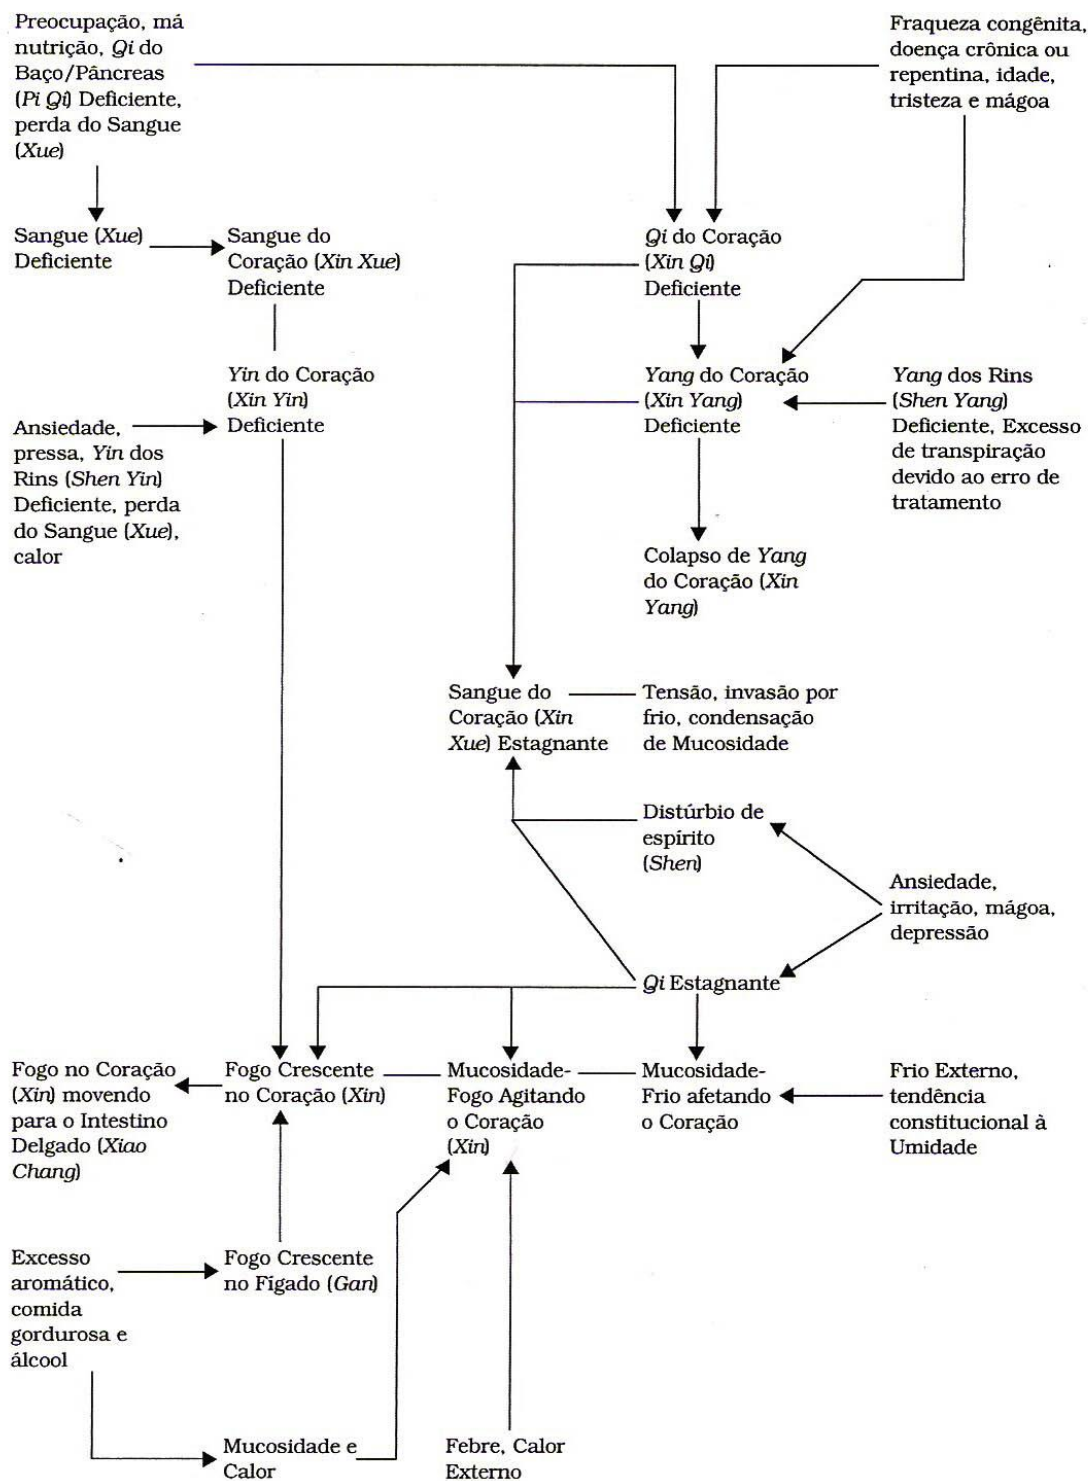 Preocupação, má
nutrição, Qi do
Baço/Pâncreas
(Pi Qi) Deficiente,
perda do Sangue
(Xue)
Fraqueza congênita,
doença crônica ou
repentina, idade,
tristeza e mágoa
Sangue (Xue)
Deficiente
Sangue do
Coração (Xin Xue)
Deficiente
Qi do Coração
(Xin Qi)
Deficiente
Yin do Coração
(Xin Yin)
Deficiente
Yang do Coração
(Xin Yang)
Deficiente
Yang dos Rins
(Shen Yang)
Deficiente, Excesso
de transpiração
devido ao erro de
tratamento
Ansiedade,
pressa, Yin dos
Rins (Shen Yin)
Deficiente, perda
do Sangue (Xue),
calor
Colapso de Yang
do Coração (Xin
Yang)
Sangue do
Coração (Xin
Xue) Estagnante
Tensão, invasão por
frio, condensação
de Mucosidade
Distúrbio de
espírito
(Shen)
Ansiedade,
irritação, mágoa,
depressão
Qi Estagnante
Fogo no Coração
(Xin) movendo
para o Intestino
Delgado (Xiao
Chang)
Fogo Crescente
no Coração (Xin)
Mucosidade-
Fogo Agitando
o Coração
(Xin)
Mucosidade-
Frio afetando
o Coração
Frio Externo,
tendência
constitucional à
Umidade
Excesso
aromático,
comida
gordurosa e
álcool
Fogo Crescente
no Fígado (Gan)
Mucosidade e
Calor
Febre, Calor
Externo